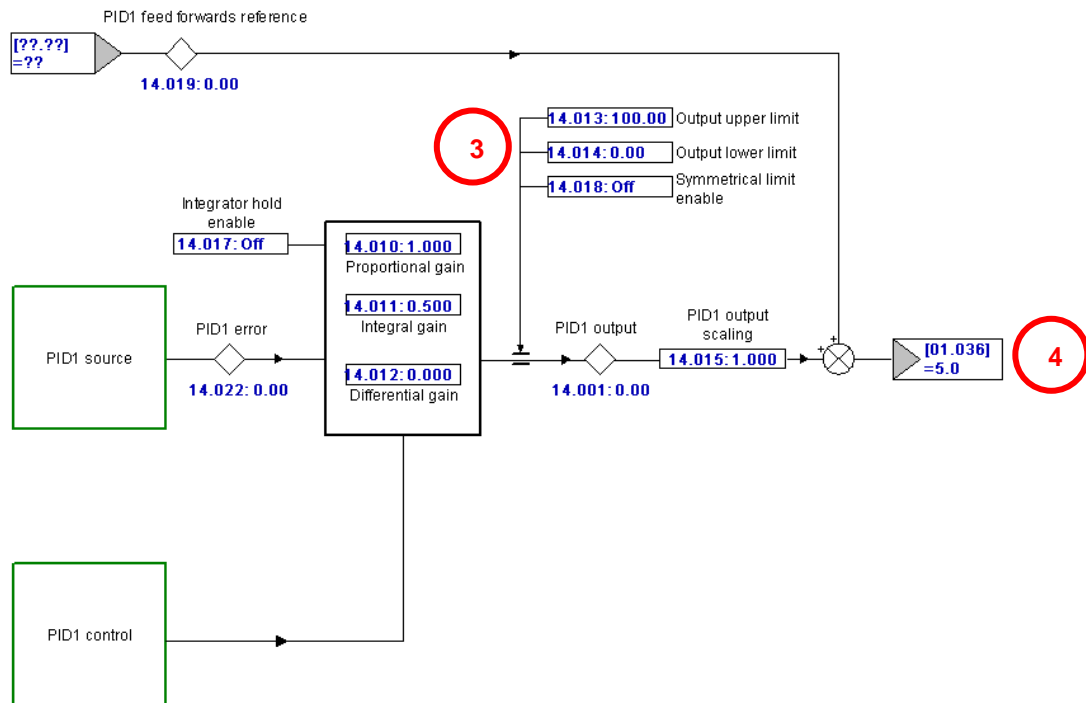 PID1 feed forwards reference
[??.??]
=??
14.019:0.00
3
14.013:100.00 Output upper limit
14.014:0.00 Output lower limit
14.018:Off Symmetrical limit
enable
Integrator hold
enable
14.017:Off
14.010:1.000
Proportional gain
14.011:0.500
Integral gain
14.012:0.000
Differential gain
PID1 source
PID1 error
14.022:0.00
PID1 output
14.001:0.00
PID1 output
scaling
14.015:1.000
+
+
[01.036]
=5.0
4
PID1 control